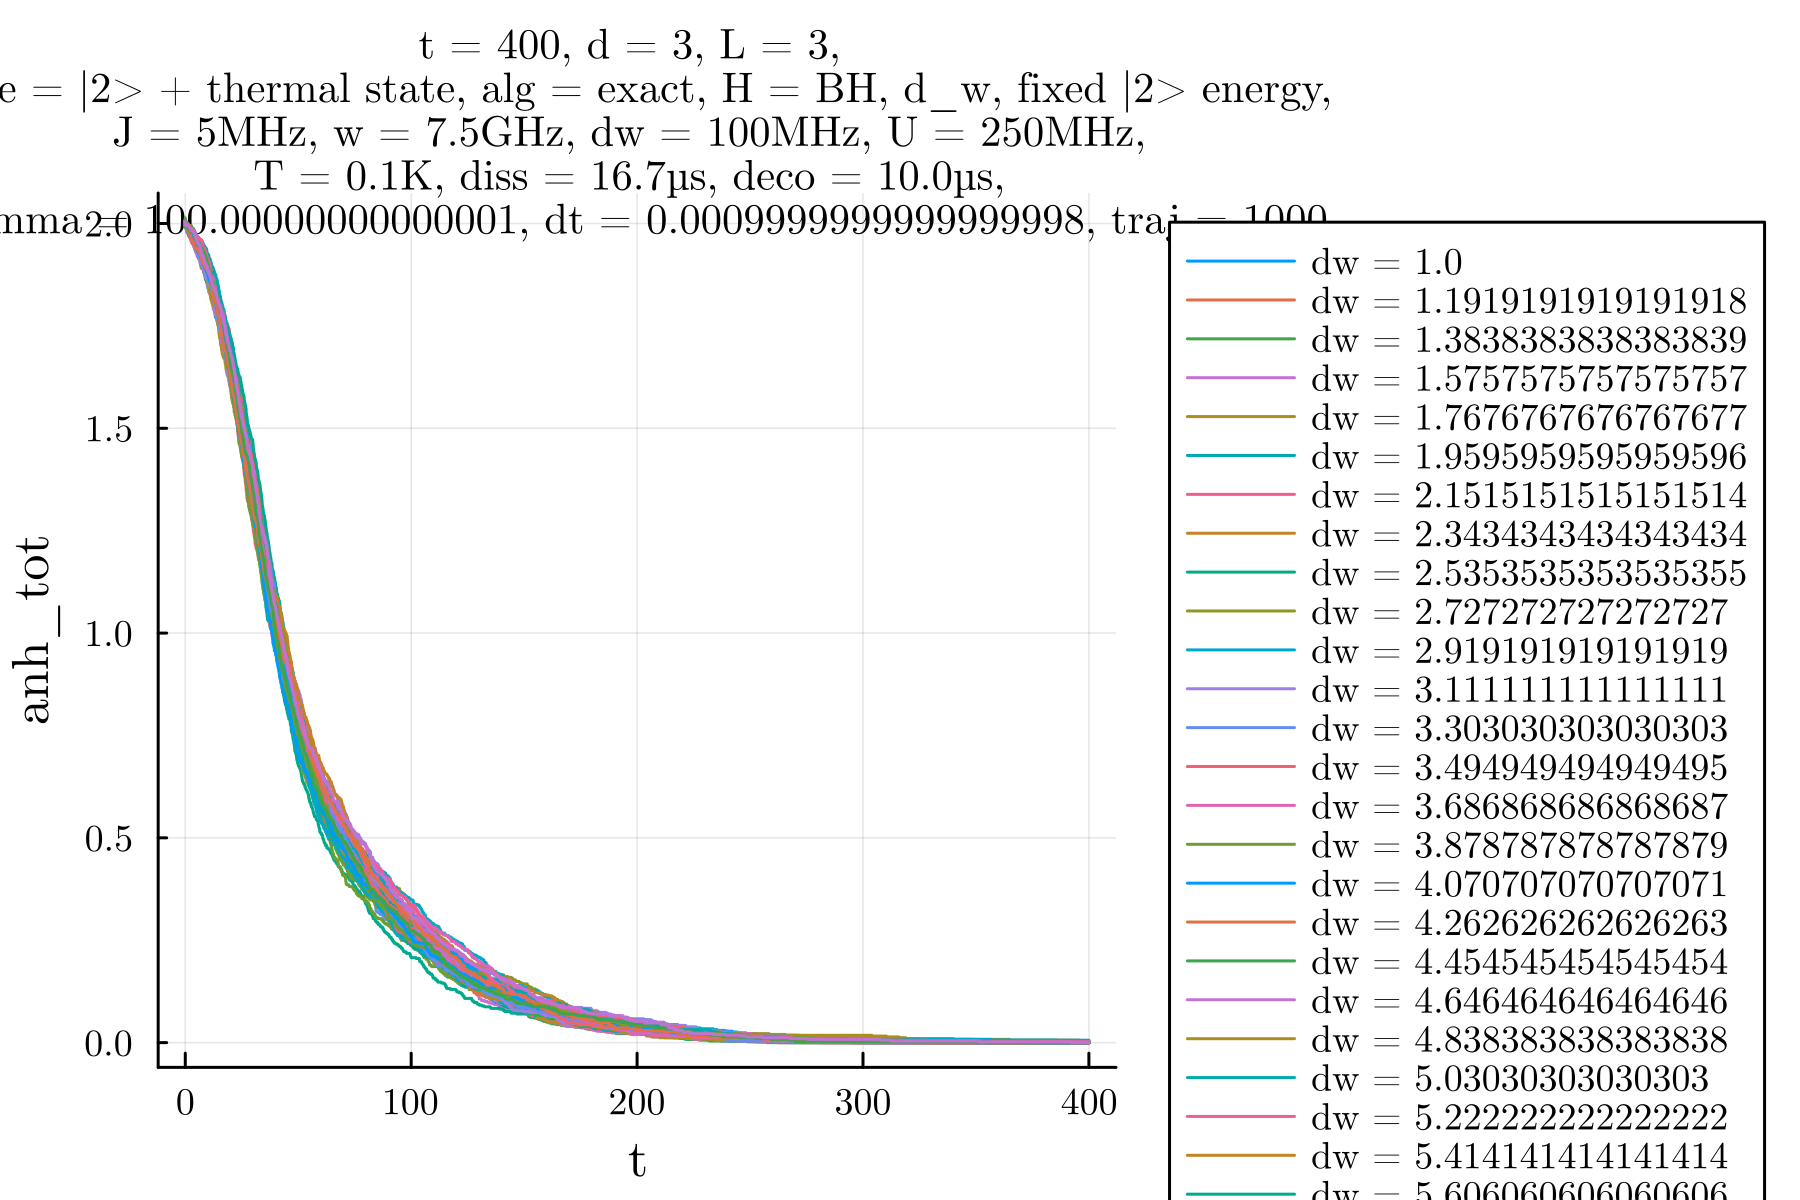 t = 400, d = 3, L = 3,
= |2> + thermal state, alg = exact, H = BH, d_w, fixed |2> energy,
J = 5MHz, w = 7.5GHz, dw = 100MHz, U = 250MHz,
T = 0.1K, diss = 16.7µs, deco = 10.0µs,
= 100.00000000000001, dt = 0.0009999999999999998, traj = 1000
2.0
1.5
1.0
0.5
0.0
anh_tot
0 100 200 300 400
t
dw = 1.0
dw = 1.1919191919191918
dw = 1.3838383838383839
dw = 1.5757575757575757
dw = 1.7676767676767677
dw = 1.9595959595959596
dw = 2.1515151515151514
dw = 2.3434343434343434
dw = 2.5353535353535355
dw = 2.727272727272727
dw = 2.919191919191919
dw = 3.111111111111111
dw = 3.303030303030303
dw = 3.494949494949495
dw = 3.686868686868687
dw = 3.878787878787879
dw = 4.070707070707071
dw = 4.262626262626263
dw = 4.454545454545454
dw = 4.646464646464646
dw = 4.838383838383838
dw = 5.03030303030303
dw = 5.222222222222222
dw = 5.414141414141414
dw = 5.606060606060606